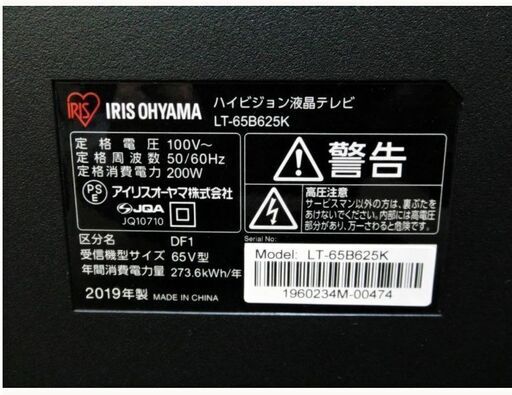 IRIS IRIS OHYAMA
ハイビジョン液晶テレビ
LT-65B625K
定格電圧 100V～
定格周波数 50/60Hz
定格消費電力 200W
PS E アイリスオーヤマ株式会社
JQA
JQ10710
区分名 DF1
受信機型サイズ 65V型
年間消費電力量 273.6kWh/年
2019年製 MADE IN CHINA
警告
高圧注意
サービスマン以外の方は、裏ぶたを
あけないでください。内部には高電圧
部分が数多くあり、万一さわると危険です。
Serial No:
Model: LT-65B625K
1960234M-00474